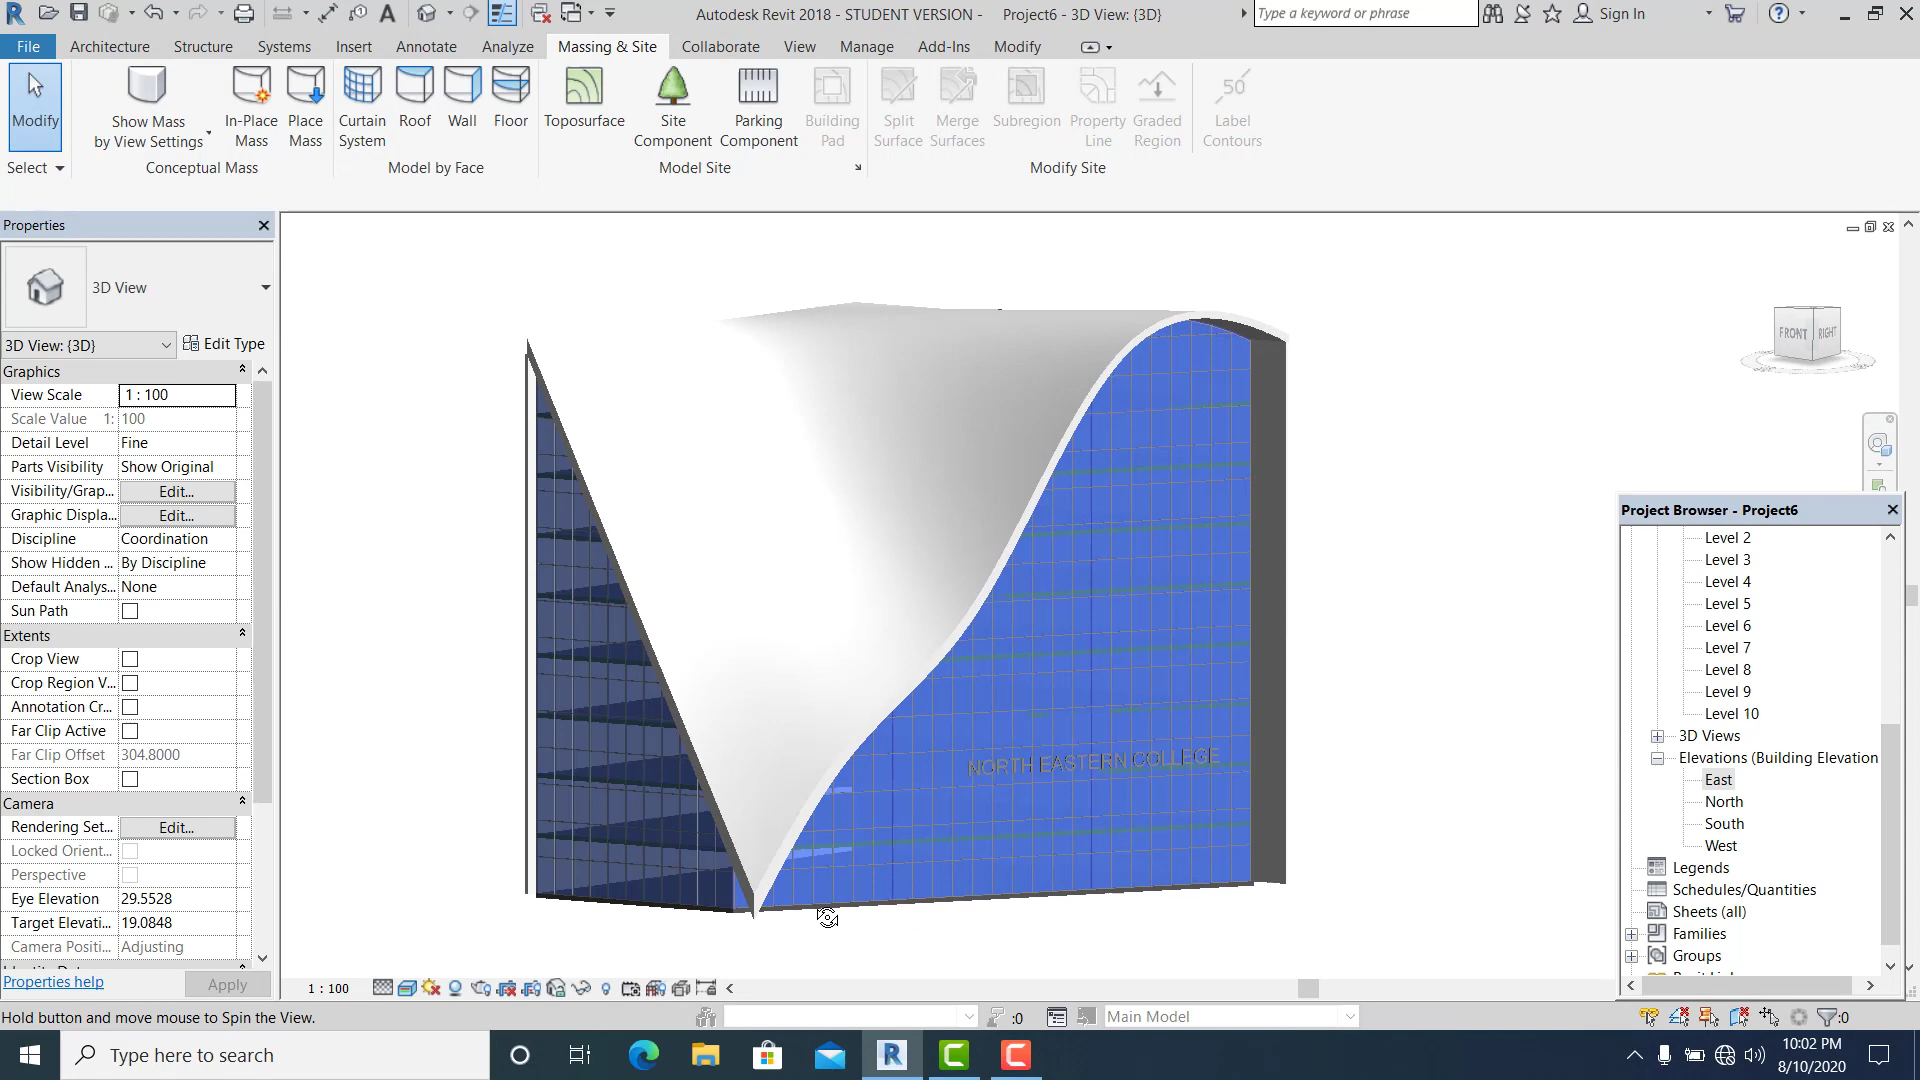 Autodesk Revit 2018 - STUDENT VERSION - Project6 - 3D View: {3D}
Type a keyword or phrase
Sign In
File Architecture Structure Systems Insert Annotate Analyze Massing & Site Collaborate View Manage Add-Ins Modify
Modify
Show Mass
by View Settings
In-Place
Mass
Place
Mass
Curtain
System
Roof
Wall
Floor
Toposurface
Site
Component
Parking
Component
Building
Pad
Split
Surface
Merge
Surfaces
Subregion
Property
Line
Graded
Region
50
Label
Contours
Select
Conceptual Mass
Model by Face
Model Site
Modify Site
Properties
3D View
3D View: {3D}
Edit Type
Graphics
View Scale 1 : 100
Scale Value 1: 100
Detail Level Fine
Parts Visibility Show Original
Visibility/Grap... Edit...
Graphic Displa... Edit...
Discipline Coordination
Show Hidden ... By Discipline
Default Analys... None
Sun Path
Extents
Crop View
Crop Region V...
Annotation Cr...
Far Clip Active
Far Clip Offset 304.8000
Section Box
Camera
Rendering Set... Edit...
Locked Orient...
Perspective
Eye Elevation 29.5528
Target Elevati... 19.0848
Camera Positi... Adjusting
Properties help
Apply
FRONT
RIGHT
NORTH EASTERN COLLEGE
Project Browser - Project6
Level 2
Level 3
Level 4
Level 5
Level 6
Level 7
Level 8
Level 9
Level 10
3D Views
Elevations (Building Elevation
East
North
South
West
Legends
Schedules/Quantities
Sheets (all)
Families
Groups
1 : 100
Hold button and move mouse to Spin the View.
:0
Main Model
:0
Type here to search
10:02 PM
8/10/2020